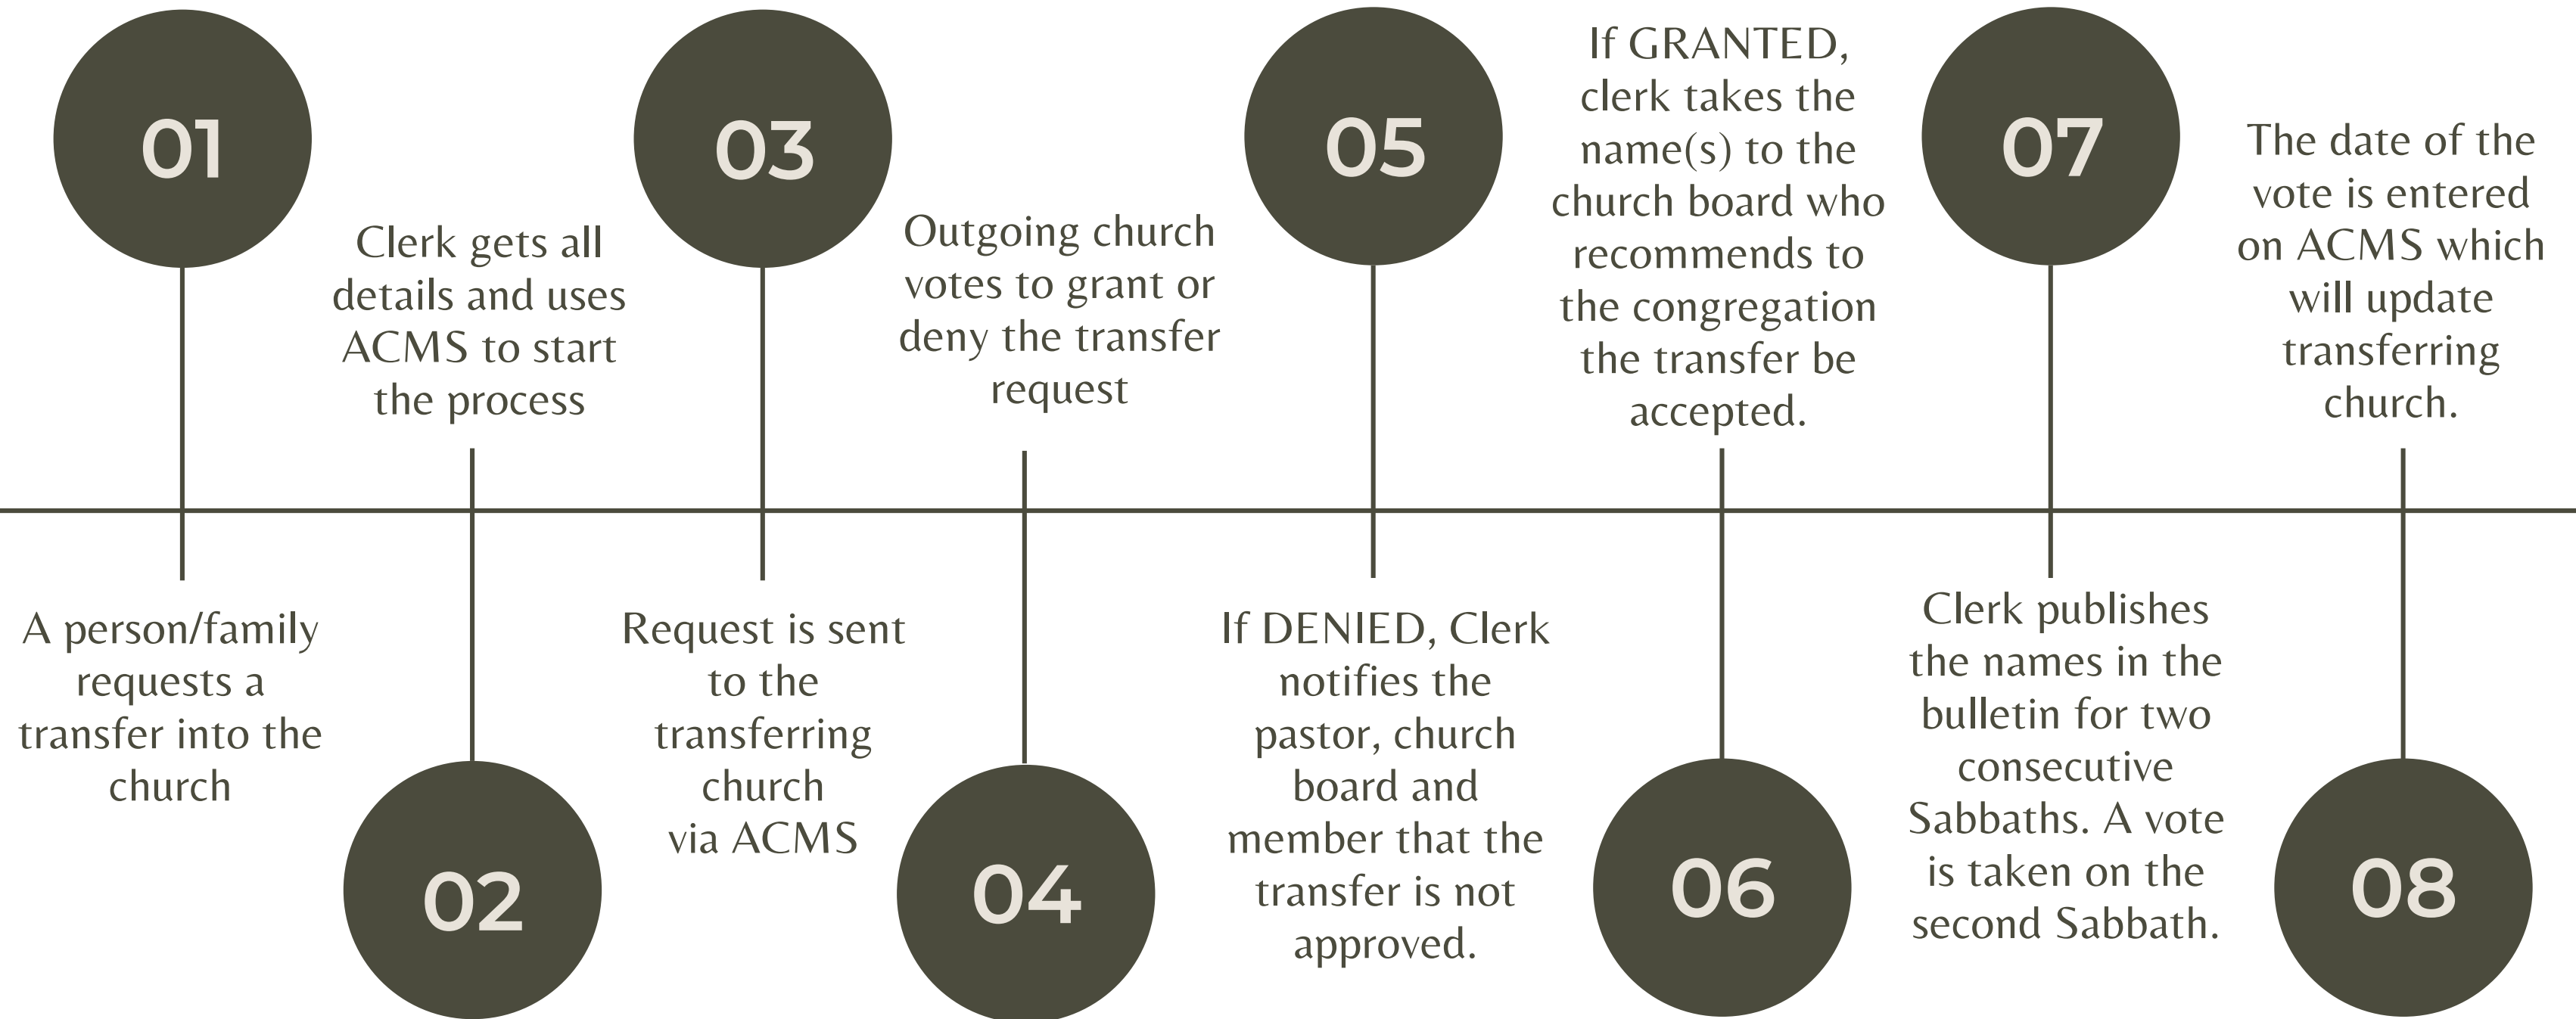 01
A person/family
requests a
transfer into the
church
Clerk gets all
details and uses
ACMS to start
the process
02
03
Request is sent
to the
transferring
church
via ACMS
Outgoing church
votes to grant or
deny the transfer
request
04
05
If DENIED, Clerk
notifies the
pastor, church
board and
member that the
transfer is not
approved.
If GRANTED,
clerk takes the
name(s) to the
church board who
recommends to
the congregation
the transfer be
accepted.
06
07
Clerk publishes
the names in the
bulletin for two
consecutive
Sabbaths. A vote
is taken on the
second Sabbath.
The date of the
vote is entered
on ACMS which
will update
transferring
church.
08